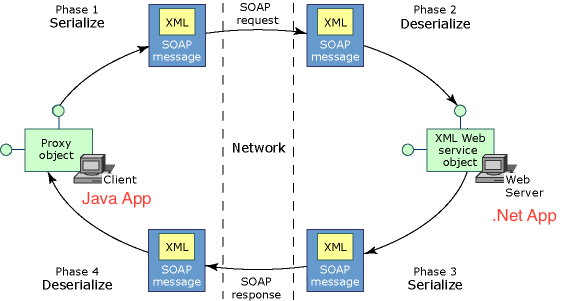 Phase 1
Serialize
XML
SOAP
message
SOAP
request
XML
SOAP
message
Phase 2
Deserialize
Proxy
object
Client
Java App
Network
XML Web
service
object
Web
Server
.Net App
Phase 4
Deserialize
XML
SOAP
message
SOAP
response
XML
SOAP
message
Phase 3
Serialize